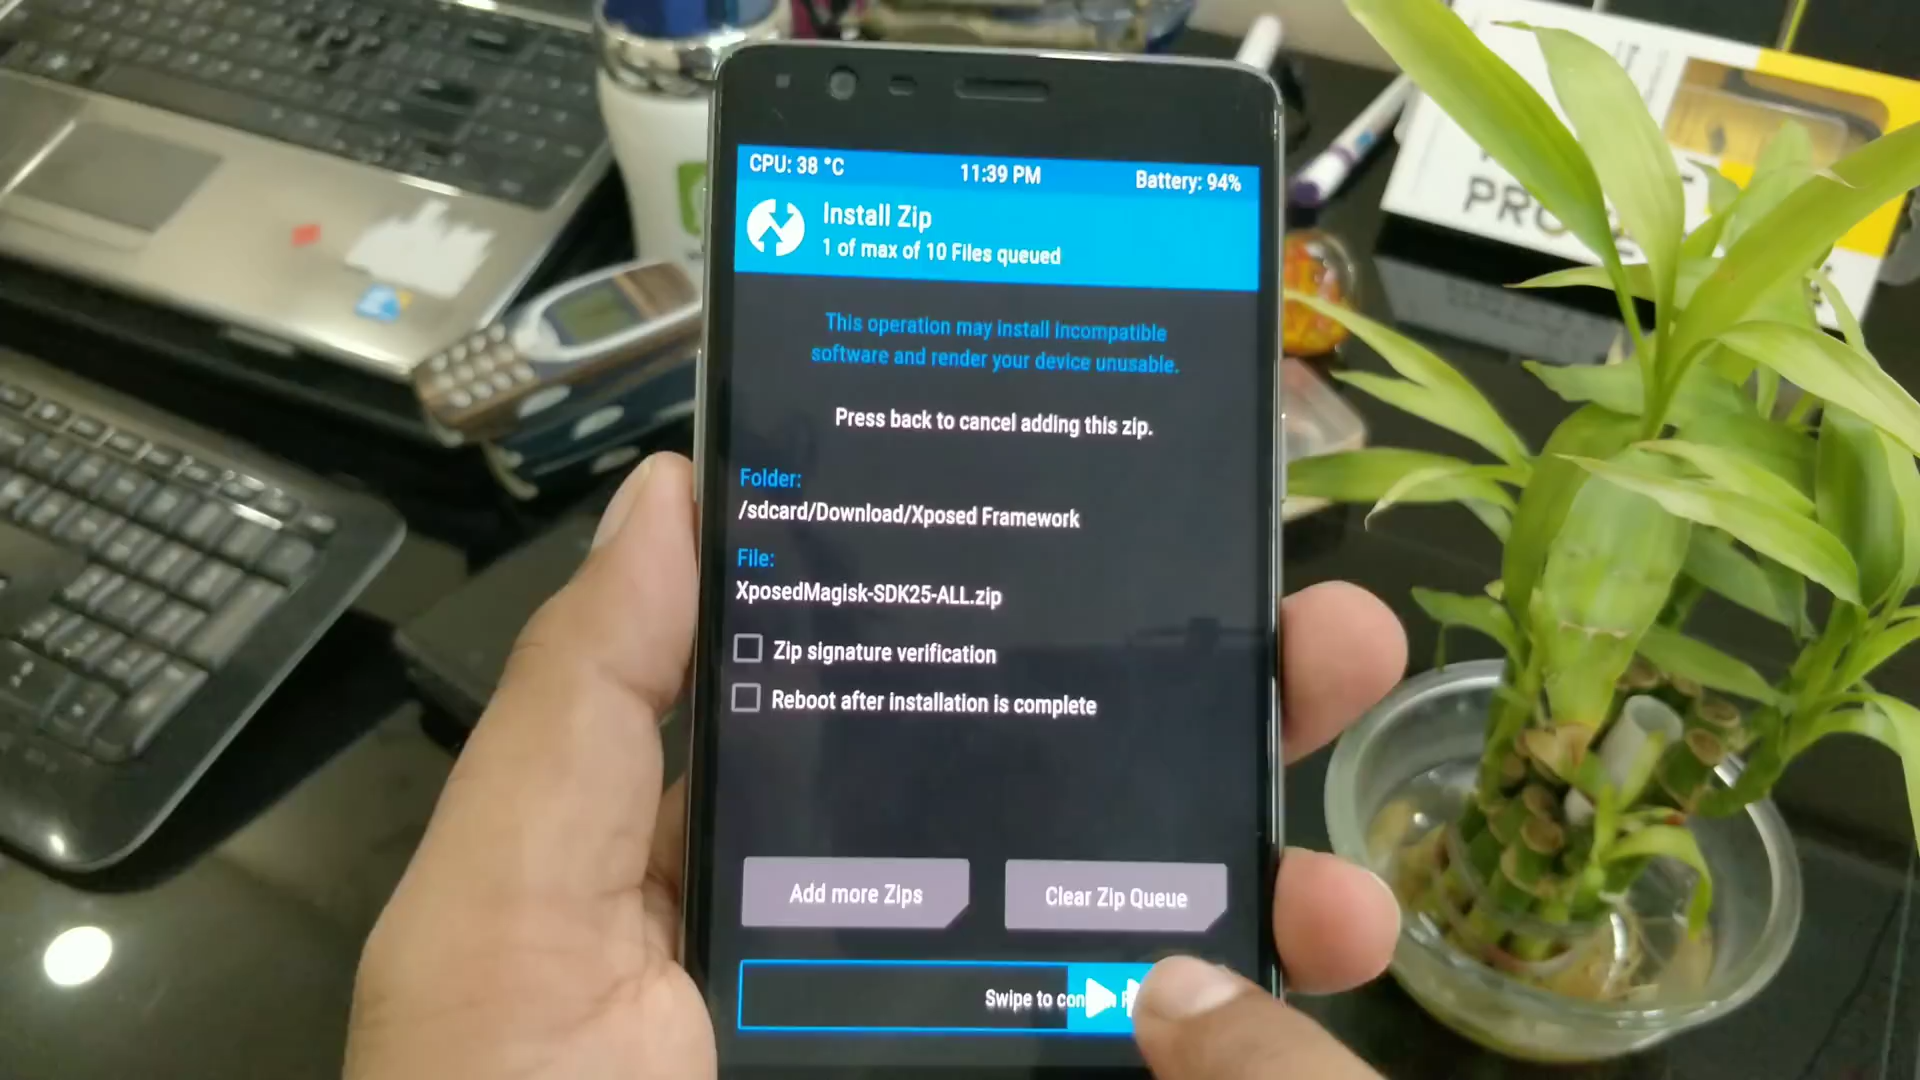 CPU: 38 °C
11:39 PM
Battery: 94%
Install Zip
1 of max of 10 Files queued
This operation may install incompatible
software and render your device unusable.
Press back to cancel adding this zip.
Folder:
/sdcard/Download/Xposed Framework
File:
XposedMagisk-SDK25-ALL.zip
Zip signature verification
Reboot after installation is complete
Add more Zips
Clear Zip Queue
Swipe to con